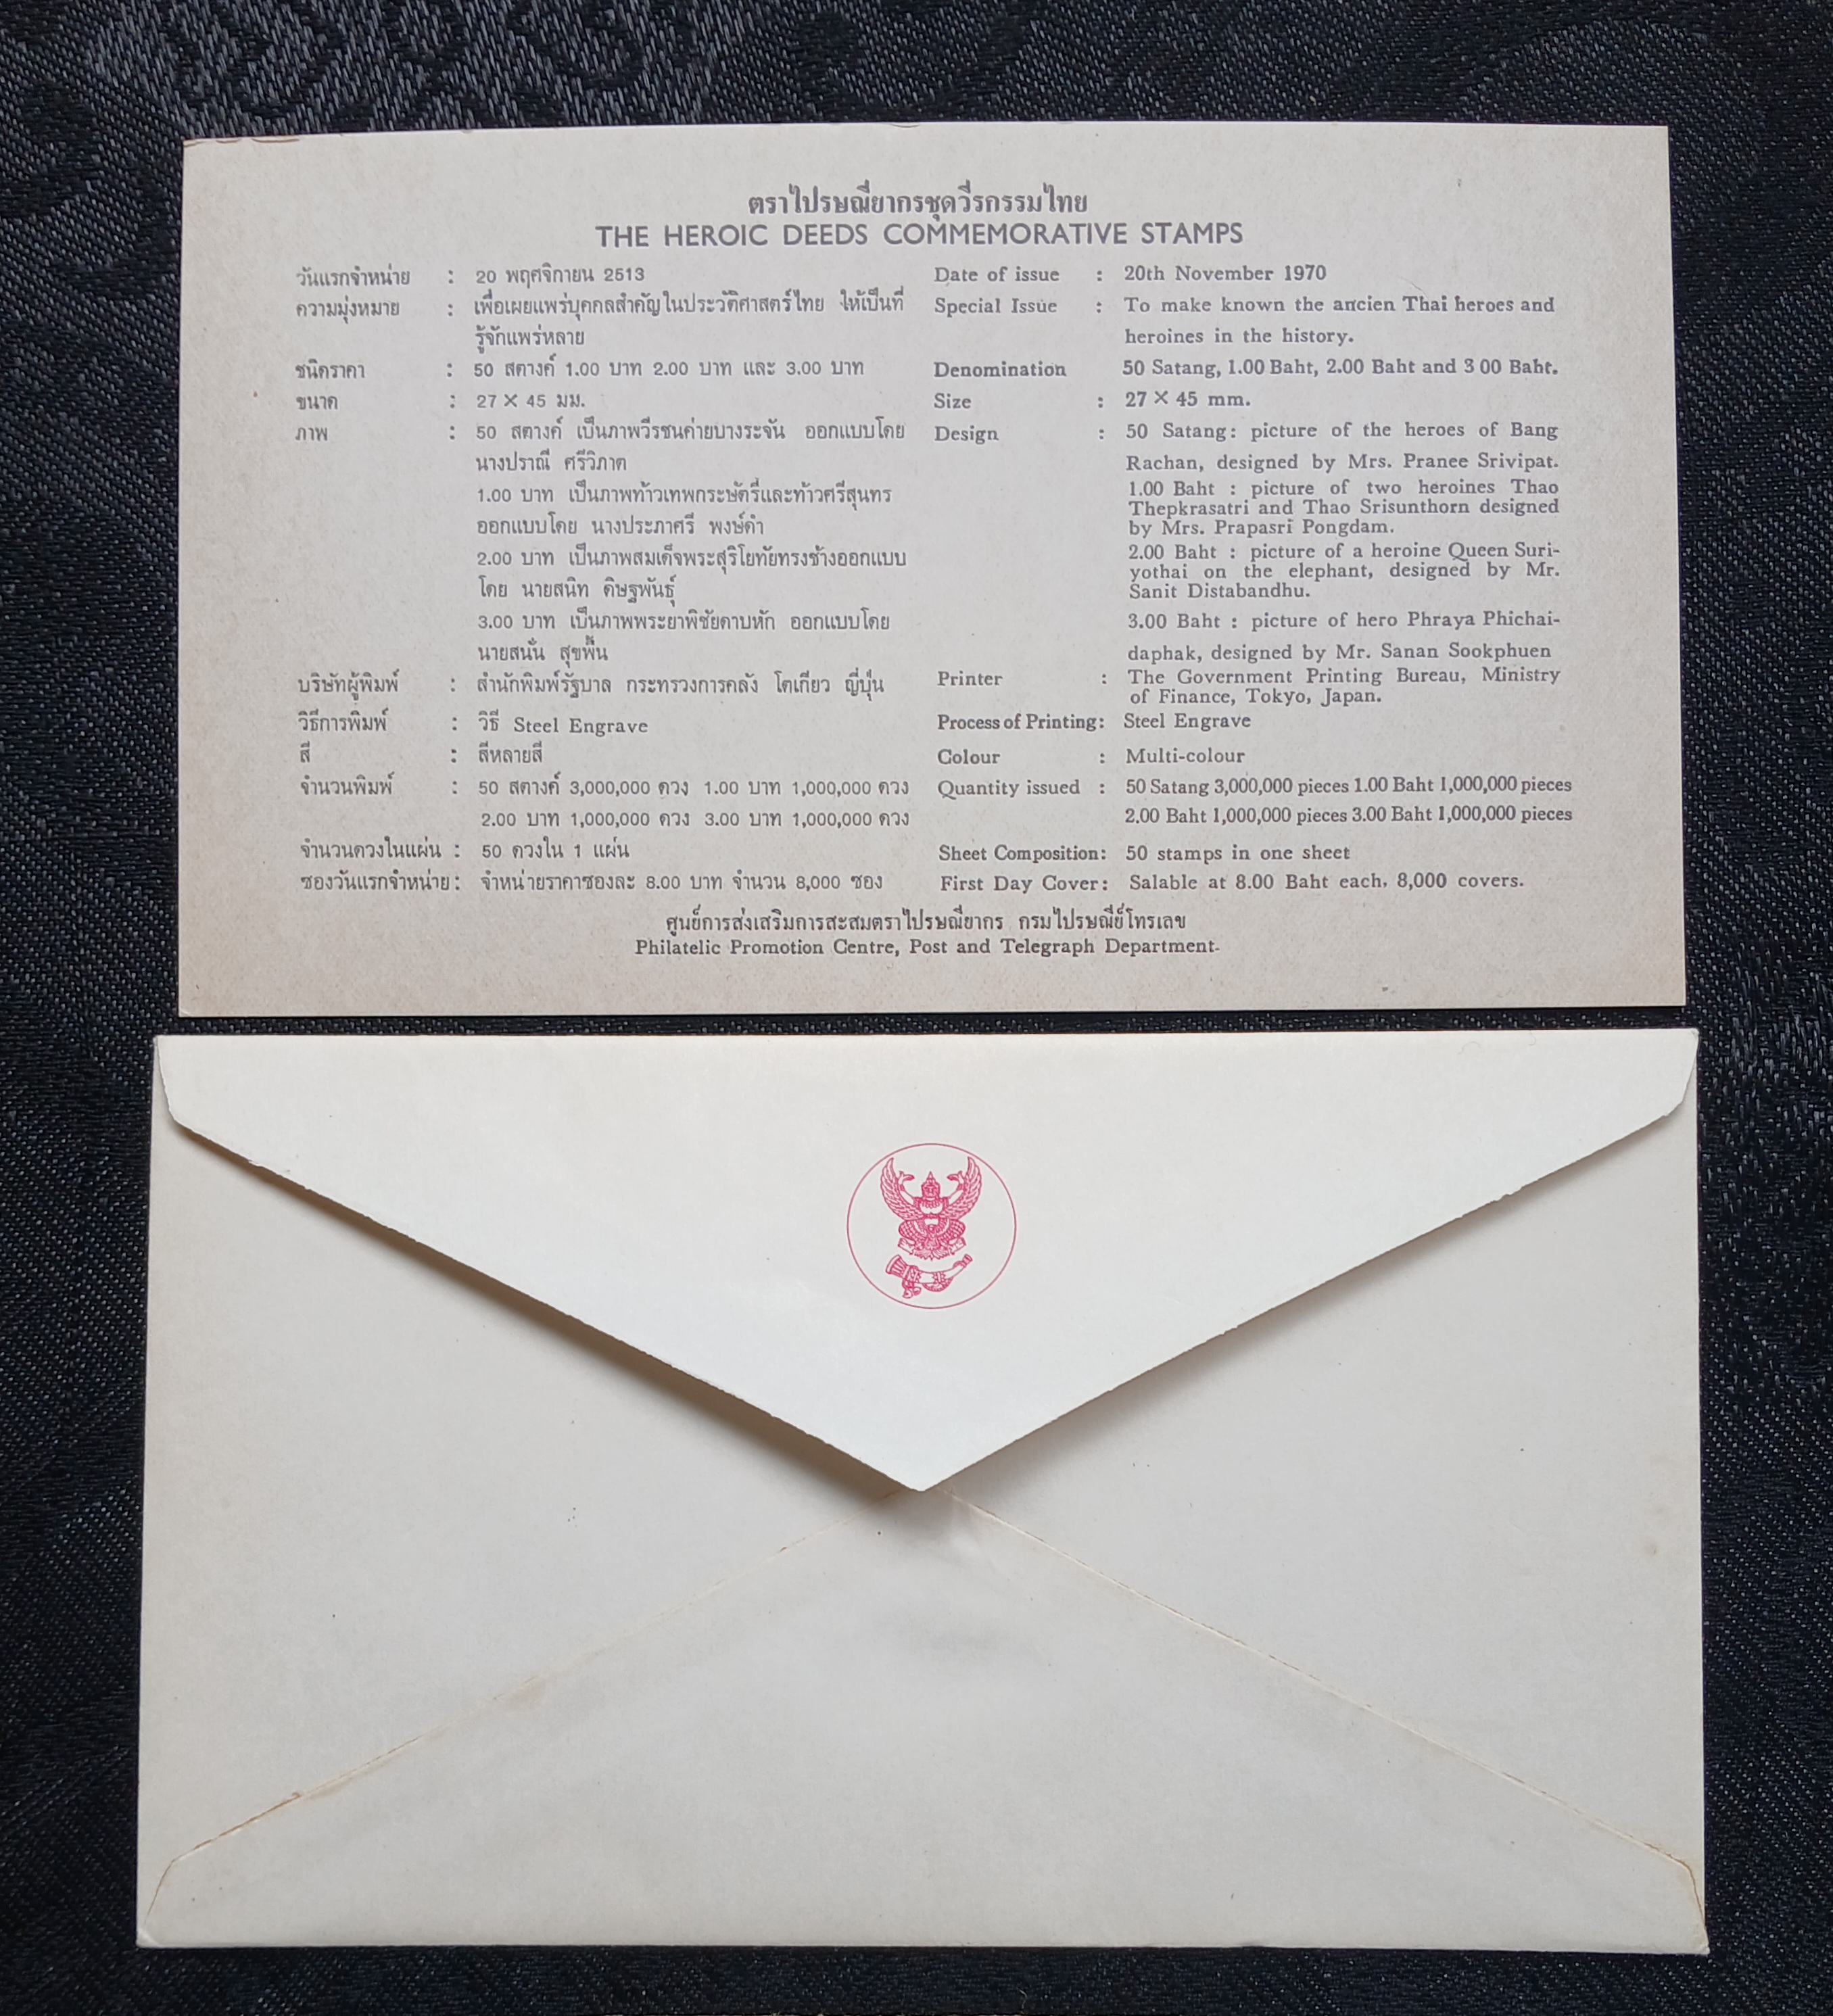 ตราไปรษณียากรชุดวีรกรรมไทย
THE HEROIC DEEDS COMMEMORATIVE STAMPS
วันแรกจำหน่าย : 20 พฤศจิกายน 2513
ความมุ่งหมาย : เพื่อเผยแพร่บุคคลสำคัญในประวัติศาสตร์ไทย ให้เป็นที่
รู้จักแพร่หลาย
ชนิดราคา : 50 สตางค์ 1.00 บาท 2.00 บาท และ 3.00 บาท
ขนาด : 27 × 45 มม.
ภาพ : 50 สตางค์ เป็นภาพวีรชนค่ายบางระจัน ออกแบบโดย
นางปราณี ศรีวิภาต
1.00 บาท เป็นภาพท้าวเทพกระษัตรีและท้าวศรีสุนทร
ออกแบบโดย นางประภาศรี พงษ์ดำ
2.00 บาท เป็นภาพสมเด็จพระสุริโยทัยทรงช้างออกแบบ
โดย นายสนิท ดิษฐพันธุ์
3.00 บาท เป็นภาพพระยาพิชัยดาบหัก ออกแบบโดย
นายสนั่น สุขพื้น
บริษัทผู้พิมพ์ : สำนักพิมพ์รัฐบาล กระทรวงการคลัง โตเกียว ญี่ปุ่น
วิธีการพิมพ์ : วิธี Steel Engrave
สี : สีหลายสี
จำนวนพิมพ์ : 50 สตางค์ 3,000,000 ดวง 1.00 บาท 1,000,000 ดวง
2.00 บาท 1,000,000 ดวง 3.00 บาท 1,000,000 ดวง
จำนวนดวงในแผ่น : 50 ดวงใน 1 แผ่น
ซองวันแรกจำหน่าย : จำหน่ายราคาซองละ 8.00 บาท จำนวน 8,000 ซอง
Date of issue : 20th November 1970
Special Issue : To make known the ancien Thai heroes and
heroines in the history.
Denomination 50 Satang, 1.00 Baht, 2.00 Baht and 3 00 Baht.
Size : 27 × 45 mm.
Design : 50 Satang: picture of the heroes of Bang
Rachan, designed by Mrs. Pranee Srivipat.
1.00 Baht : picture of two heroines Thao
Thepkrasatri and Thao Srisunthorn designed
by Mrs. Prapasri Pongdam.
2.00 Baht : picture of a heroine Queen Suri-
yothai on the elephant, designed by Mr.
Sanit Distabandhu.
3.00 Baht : picture of hero Phraya Phichai-
daphak, designed by Mr. Sanan Sookphuen
Printer : The Government Printing Bureau, Ministry
of Finance, Tokyo, Japan.
Process of Printing: Steel Engrave
Colour : Multi-colour
Quantity issued : 50 Satang 3,000,000 pieces 1.00 Baht 1,000,000 pieces
2.00 Baht 1,000,000 pieces 3.00 Baht 1,000,000 pieces
Sheet Composition: 50 stamps in one sheet
First Day Cover: Salable at 8.00 Baht each, 8,000 covers.
ศูนย์การส่งเสริมการสะสมตราไปรษณียากร กรมไปรษณีย์โทรเลข
Philatelic Promotion Centre, Post and Telegraph Department.